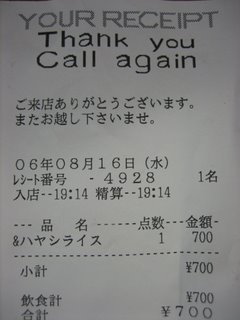 YOUR RECEIPT
Thank you
Call again
ご来店ありがとうございます。
またお越し下さいませ。
06年08月16日(水)
レシート番号 - 4928 1名
入店--19:14 精算--19:14
--- 品 名 ------ 点数- 金額-
&ハヤシライス 1 700
小計 ¥700
飲食計 ¥700
合計 ¥700